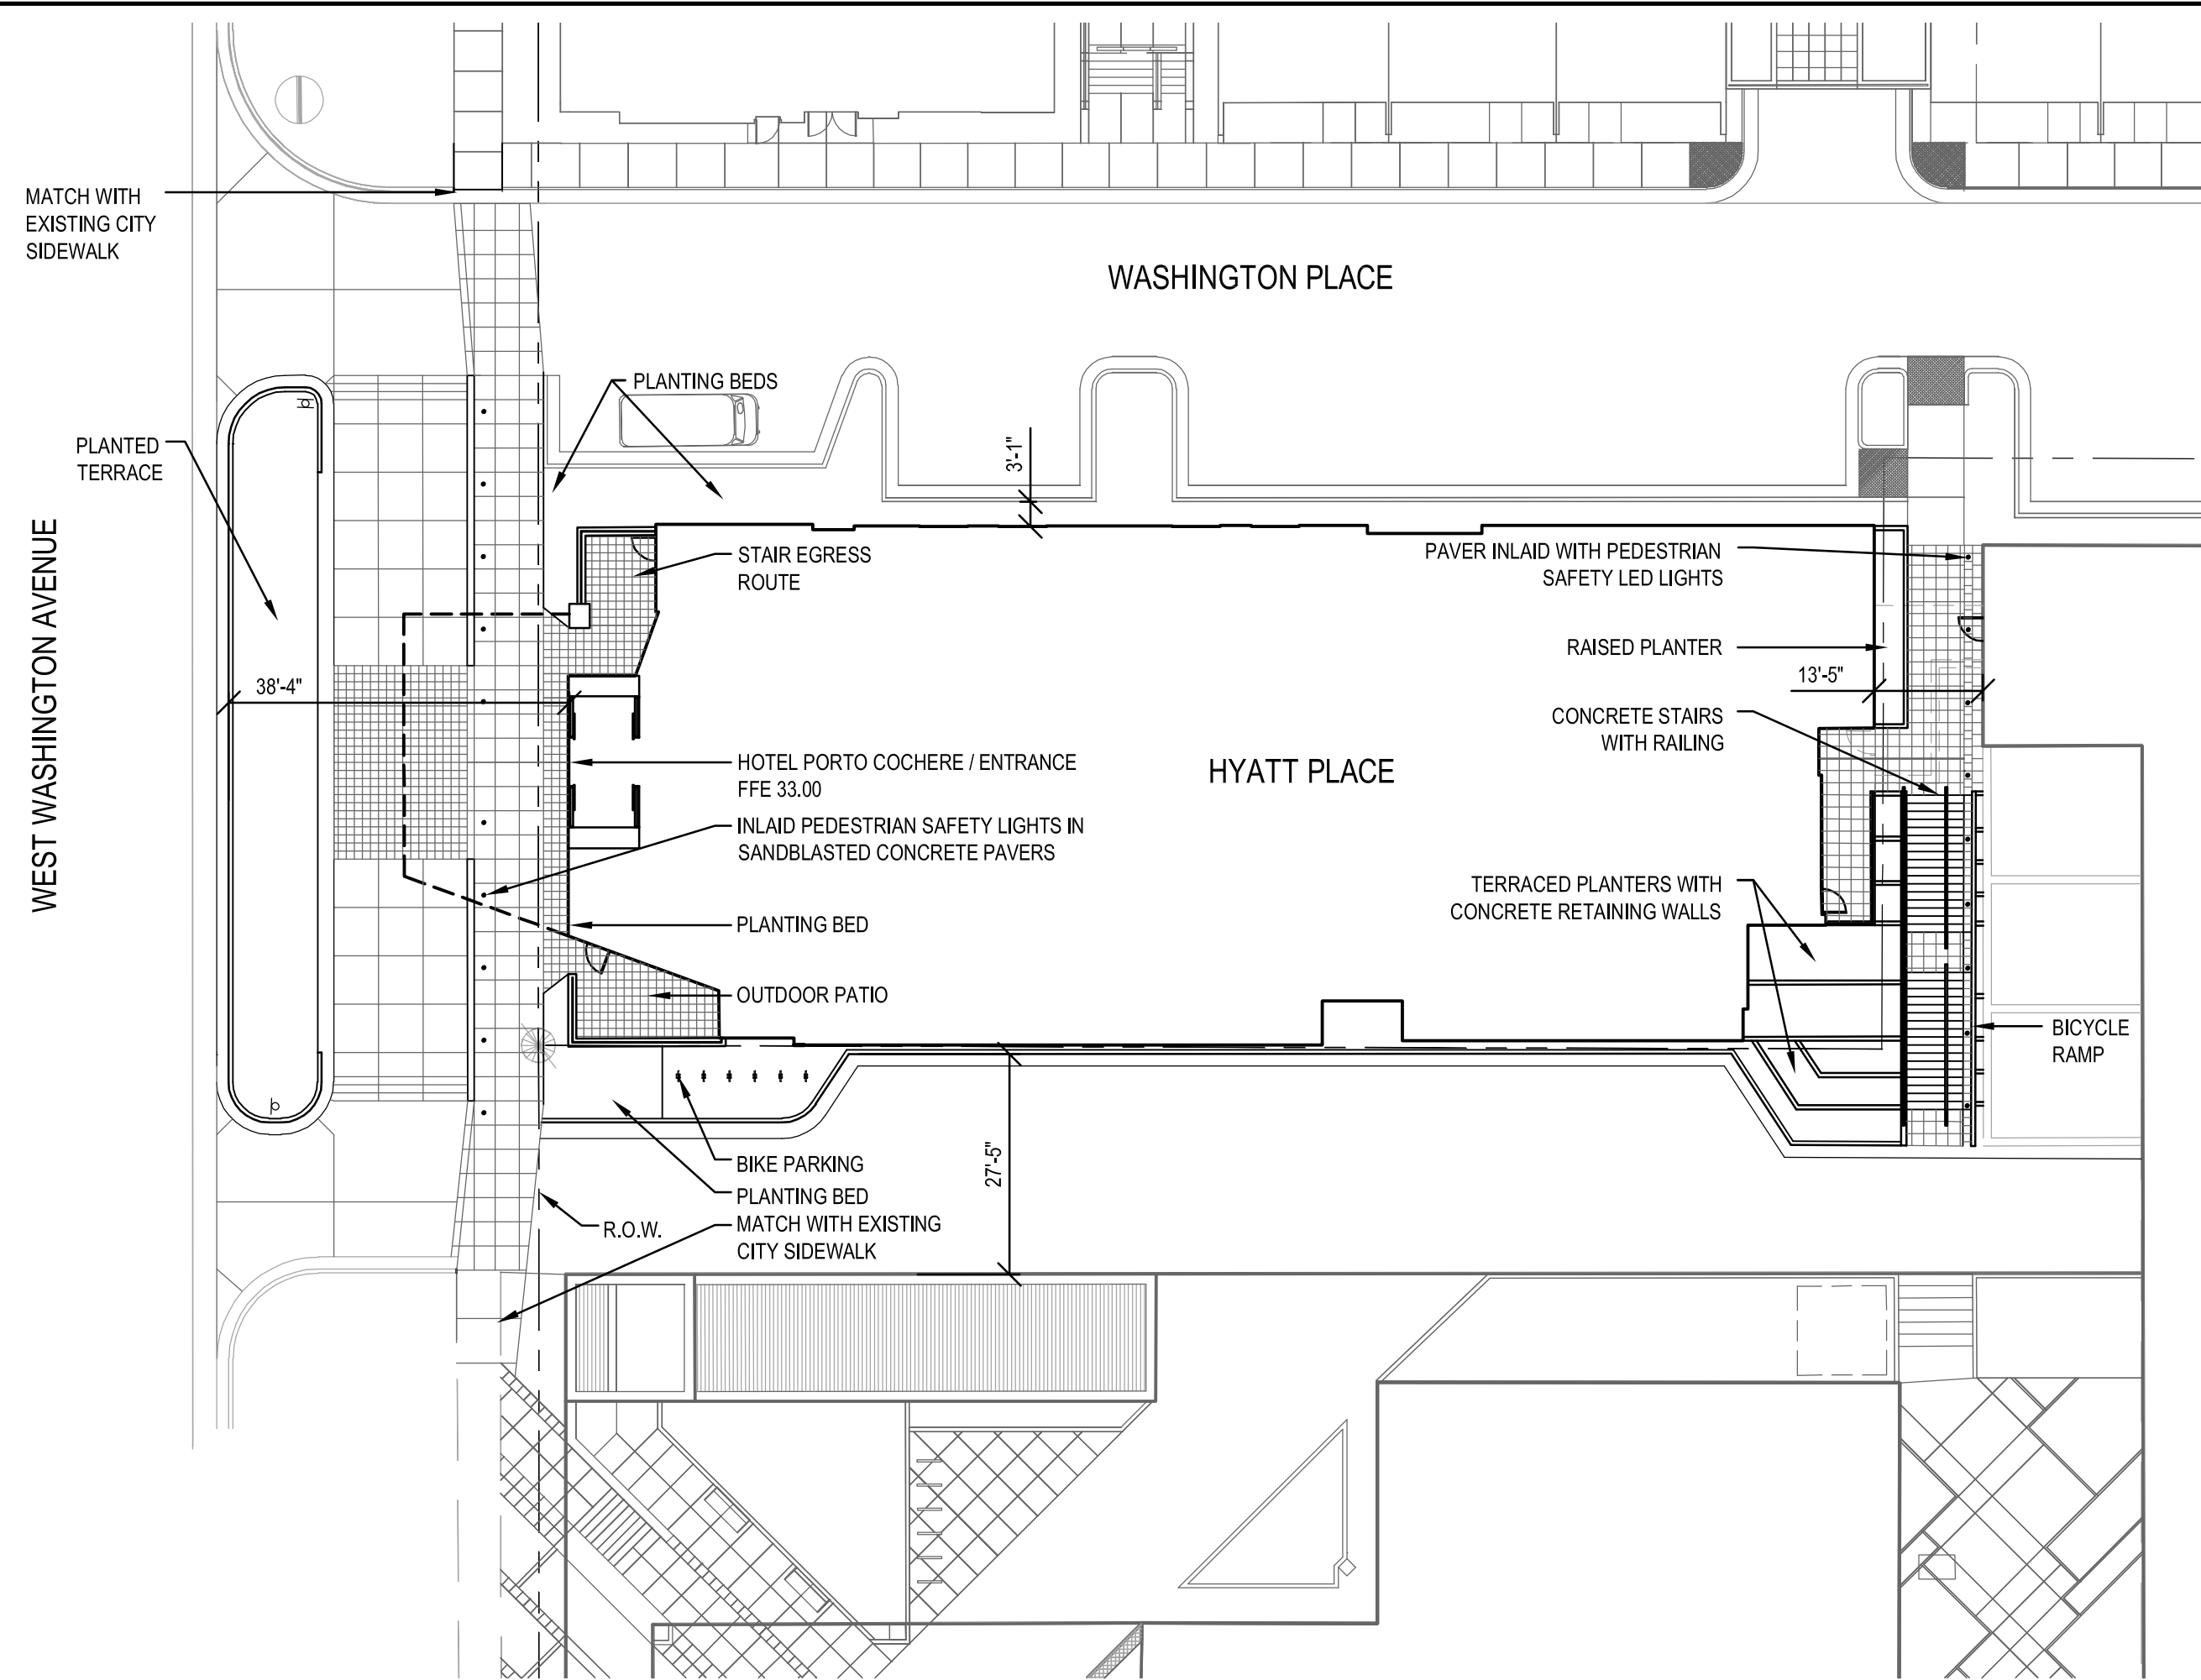 MATCH WITH
EXISTING CITY
SIDEWALK
WASHINGTON PLACE
PLANTING BEDS
PLANTED
TERRACE
3'-1"
WEST WASHINGTON AVENUE
STAIR EGRESS
ROUTE
PAVER INLAID WITH PEDESTRIAN
SAFETY LED LIGHTS
RAISED PLANTER
38'-4"
13'-5"
CONCRETE STAIRS
WITH RAILING
HOTEL PORTO COCHERE / ENTRANCE
FFE 33.00
HYATT PLACE
INLAID PEDESTRIAN SAFETY LIGHTS IN
SANDBLASTED CONCRETE PAVERS
TERRACED PLANTERS WITH
CONCRETE RETAINING WALLS
PLANTING BED
OUTDOOR PATIO
BICYCLE
RAMP
27'-5"
BIKE PARKING
PLANTING BED
R.O.W.
MATCH WITH EXISTING
CITY SIDEWALK